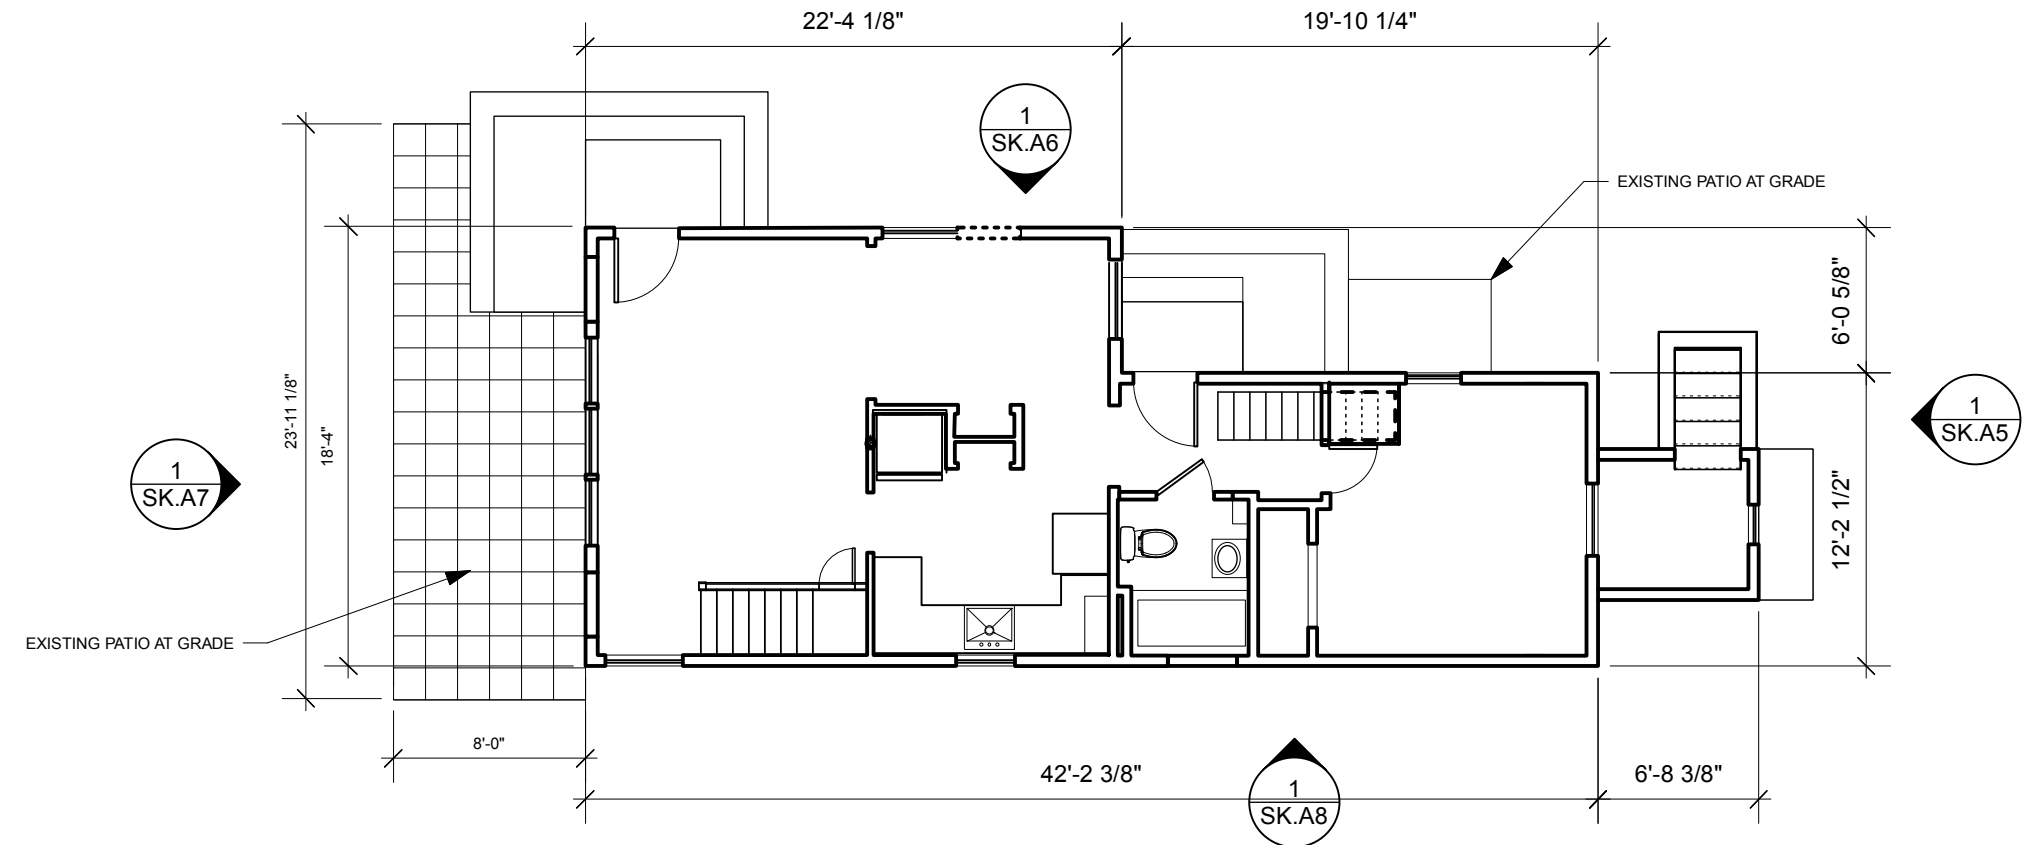 22'-4 1/8"
19'-10 1/4"
1
SK.A6
EXISTING PATIO AT GRADE
6'-0 5/8"
23'-11 1/8"
18'-4"
1
SK.A5
1
SK.A7
12'-2 1/2"
EXISTING PATIO AT GRADE
8'-0"
42'-2 3/8"
6'-8 3/8"
1
SK.A8